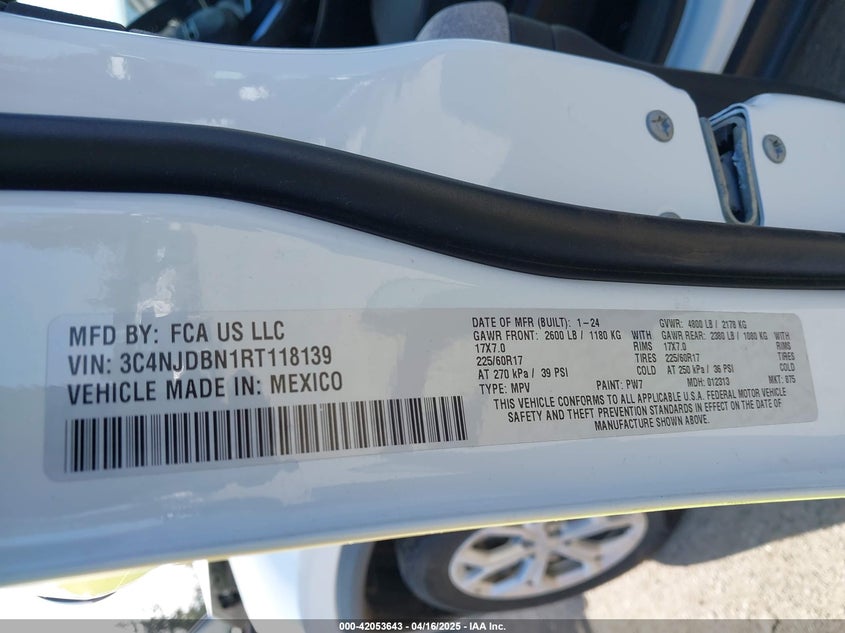 MFD BY: FCA US LLC
VIN: 3C4NJDBN1RT118139
VEHICLE MADE IN: MEXICO
DATE OF MFR (BUILT): 1-24 GVWR: 4800 LB / 2178 KG
GAWR FRONT: 2600 LB / 1180 KG WITH GAWR REAR: 2380 LB / 1080 KG WITH
17X7.0 RIMS 17X7.0 RIMS
225/60R17 TIRES 225/60R17 TIRES
AT 270 kPa / 39 PSI COLD AT 250 kPa / 36 PSI COLD
TYPE: MPV PAINT: PW7 MDH: 012313 MKT: 875
THIS VEHICLE CONFORMS TO ALL APPLICABLE U.S.A. FEDERAL MOTOR VEHICLE
SAFETY AND THEFT PREVENTION STANDARDS IN EFFECT ON THE DATE OF
MANUFACTURE SHOWN ABOVE.
000-42053643 - 04/16/2025 - IAA Inc.